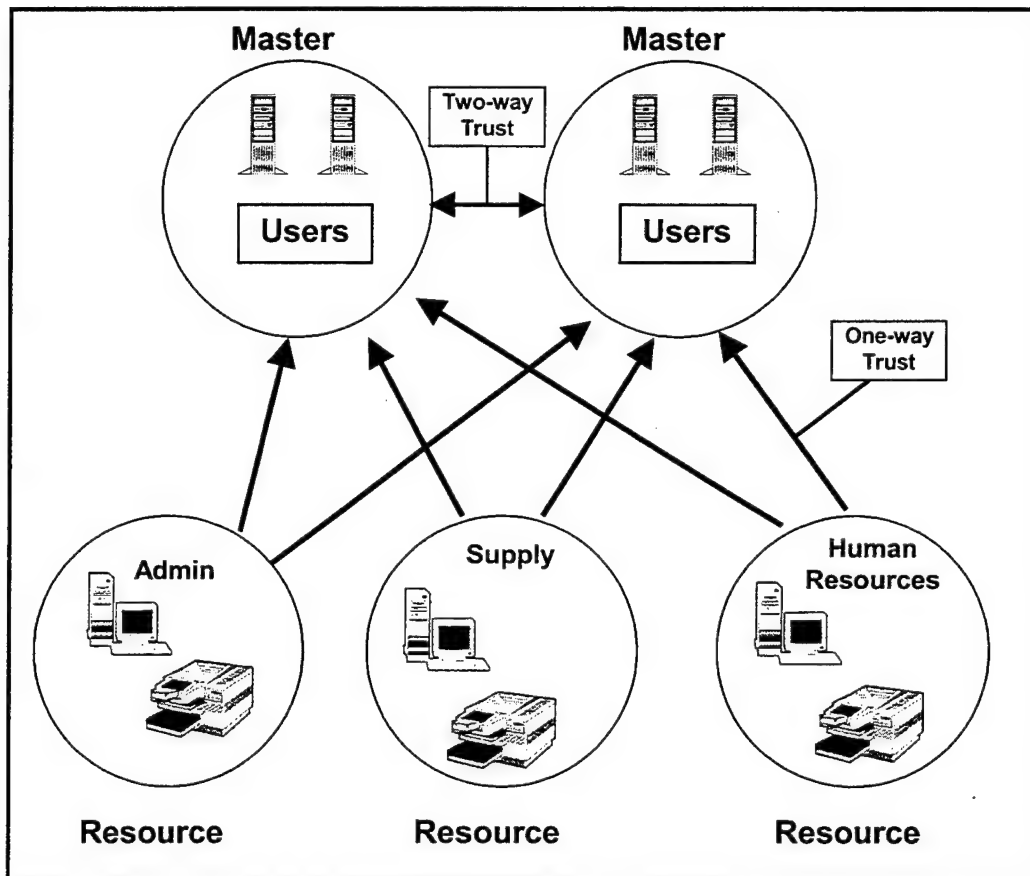 Master
Master
Two-way
Trust
Users
Users
One-way
Trust
Admin
Supply
Human
Resources
Resource
Resource
Resource